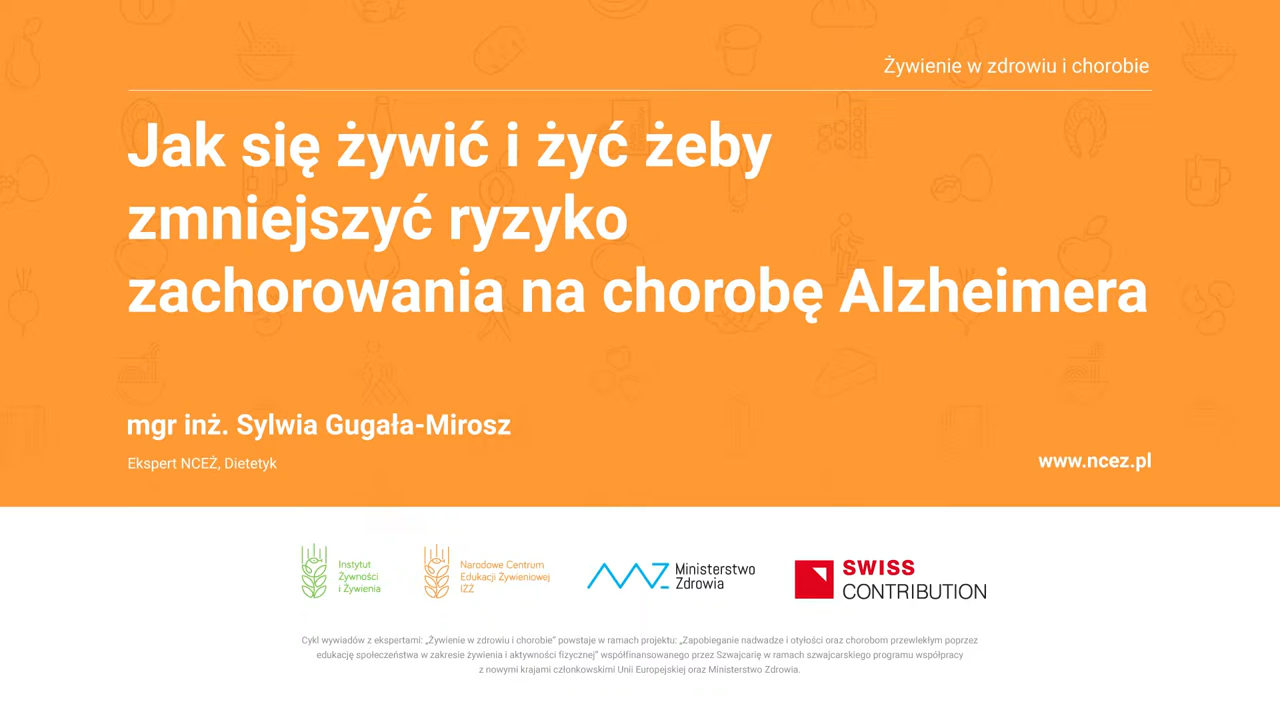 Żywienie w zdrowiu i chorobie
Jak się żywić i żyć żeby
zmniejszyć ryzyko
zachorowania na chorobę Alzheimera
mgr inż. Sylwia Gugała-Mirosz
Ekspert NCEŻ, Dietetyk
www.ncez.pl
Instytut
Żywności
i Żywienia
Narodowe Centrum
Edukacji Żywieniowej
IŻŻ
Ministerstwo
Zdrowia
SWISS
CONTRIBUTION
Cykl wywiadów z ekspertami: „Żywienie w zdrowiu i chorobie” powstaje w ramach projektu: „Zapobieganie nadwadze i otyłości oraz chorobom przewlekłym poprzez
edukację społeczeństwa w zakresie żywienia i aktywności fizycznej” współfinansowanego przez Szwajcarię w ramach szwajcarskiego programu współpracy
z nowymi krajami członkowskimi Unii Europejskiej oraz Ministerstwo Zdrowia.